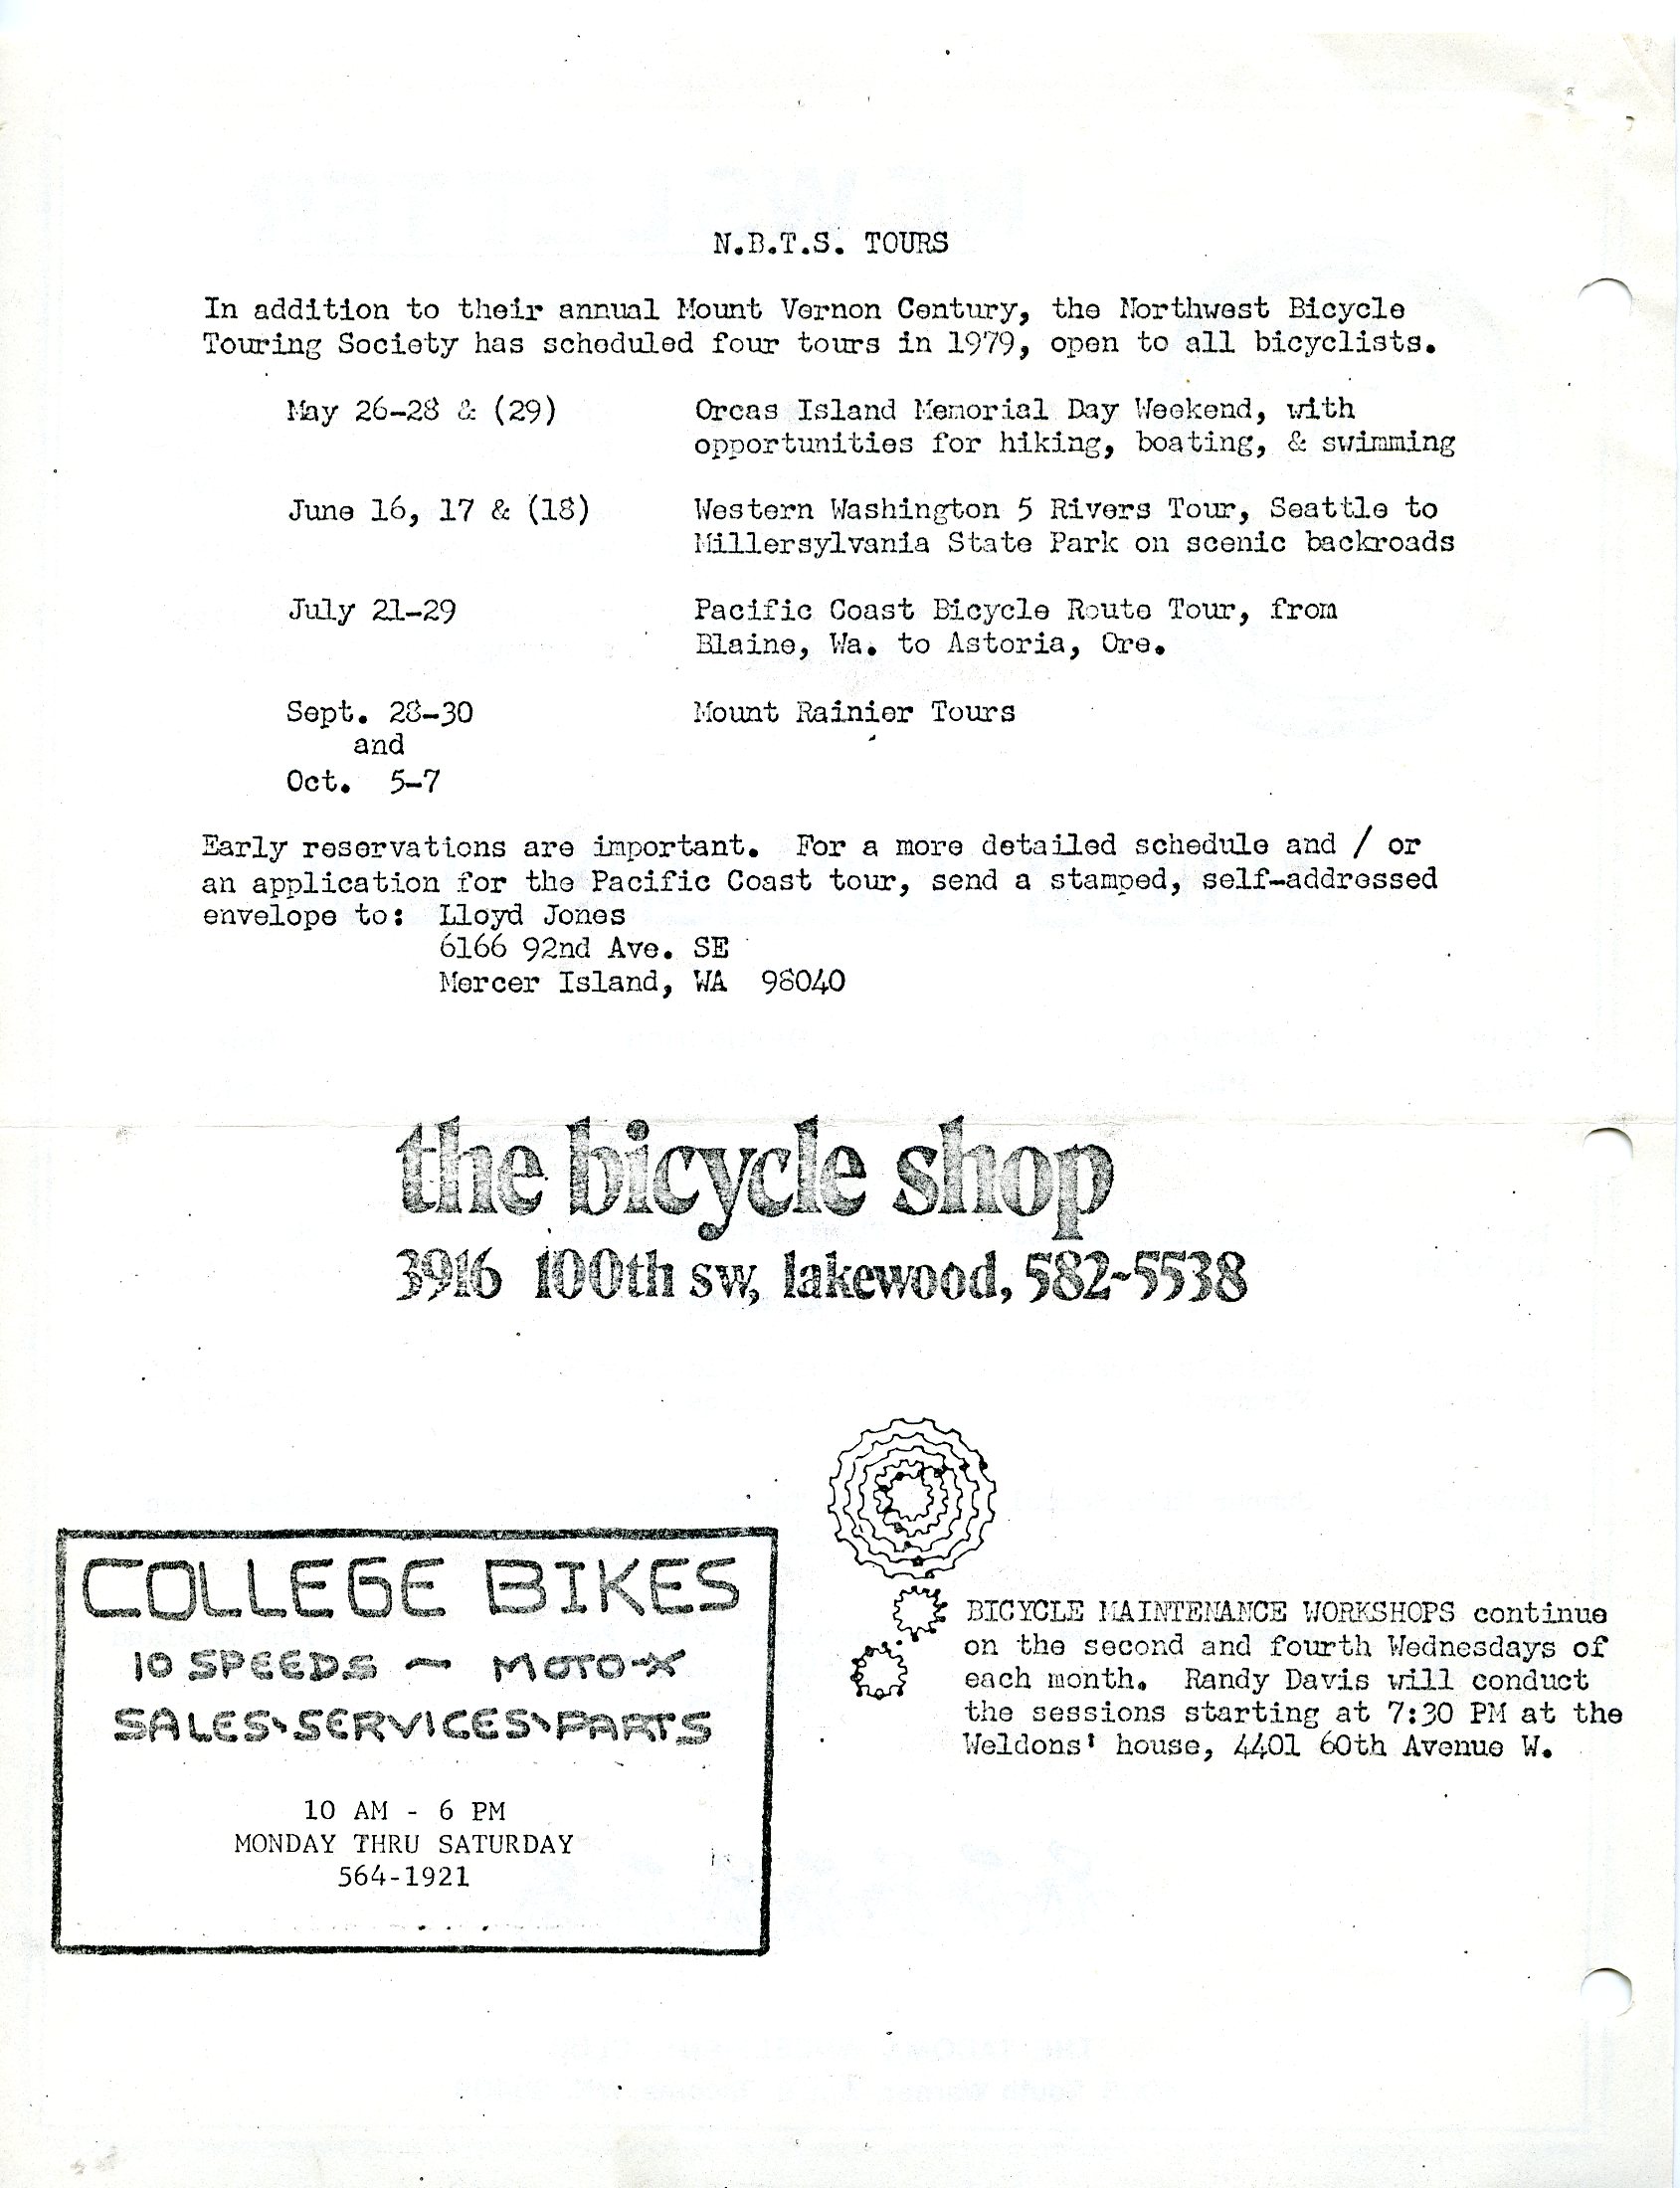 N.B.T.S. TOURS
In addition to their annual Mount Vernon Century, the Northwest Bicycle
Touring Society has scheduled four tours in 1979, open to all bicyclists.
May 26-28 & (29) Orcas Island Memorial Day Weekend, with
opportunities for hiking, boating, & swimming
June 16, 17 & (18) Western Washington 5 Rivers Tour, Seattle to
Millersylvania State Park on scenic backroads
July 21-29 Pacific Coast Bicycle Route Tour, from
Blaine, Wa. to Astoria, Ore.
Sept. 28-30 Mount Rainier Tours
and
Oct. 5-7
Early reservations are important. For a more detailed schedule and / or
an application for the Pacific Coast tour, send a stamped, self-addressed
envelope to: Lloyd Jones
6166 92nd Ave. SE
Mercer Island, WA 98040
the bicycle shop
3916 100th sw, lakewood, 582-5538
COLLEGE BIKES
10 SPEEDS ~ MOTO-X
SALES•SERVICES•PARTS
10 AM - 6 PM
MONDAY THRU SATURDAY
564-1921
BICYCLE MAINTENANCE WORKSHOPS continue
on the second and fourth Wednesdays of
each month. Randy Davis will conduct
the sessions starting at 7:30 PM at the
Weldons' house, 4401 60th Avenue W.